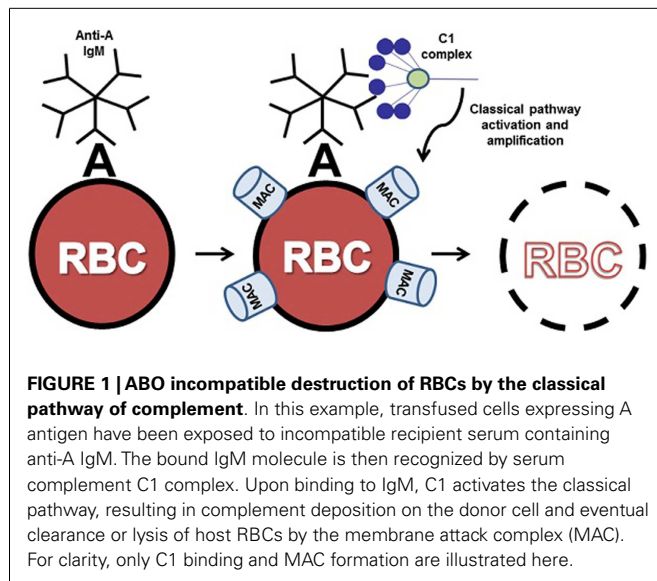 Anti-A
IgM
C1
complex
Classical pathway
activation and
amplification
A
A
MAC
MAC
RBC
RBC
RBC
MAC
MAC
FIGURE 1 | ABO incompatible destruction of RBCs by the classical
pathway of complement. In this example, transfused cells expressing A
antigen have been exposed to incompatible recipient serum containing
anti-A IgM. The bound IgM molecule is then recognized by serum
complement C1 complex. Upon binding to IgM, C1 activates the classical
pathway, resulting in complement deposition on the donor cell and eventual
clearance or lysis of host RBCs by the membrane attack complex (MAC).
For clarity, only C1 binding and MAC formation are illustrated here.